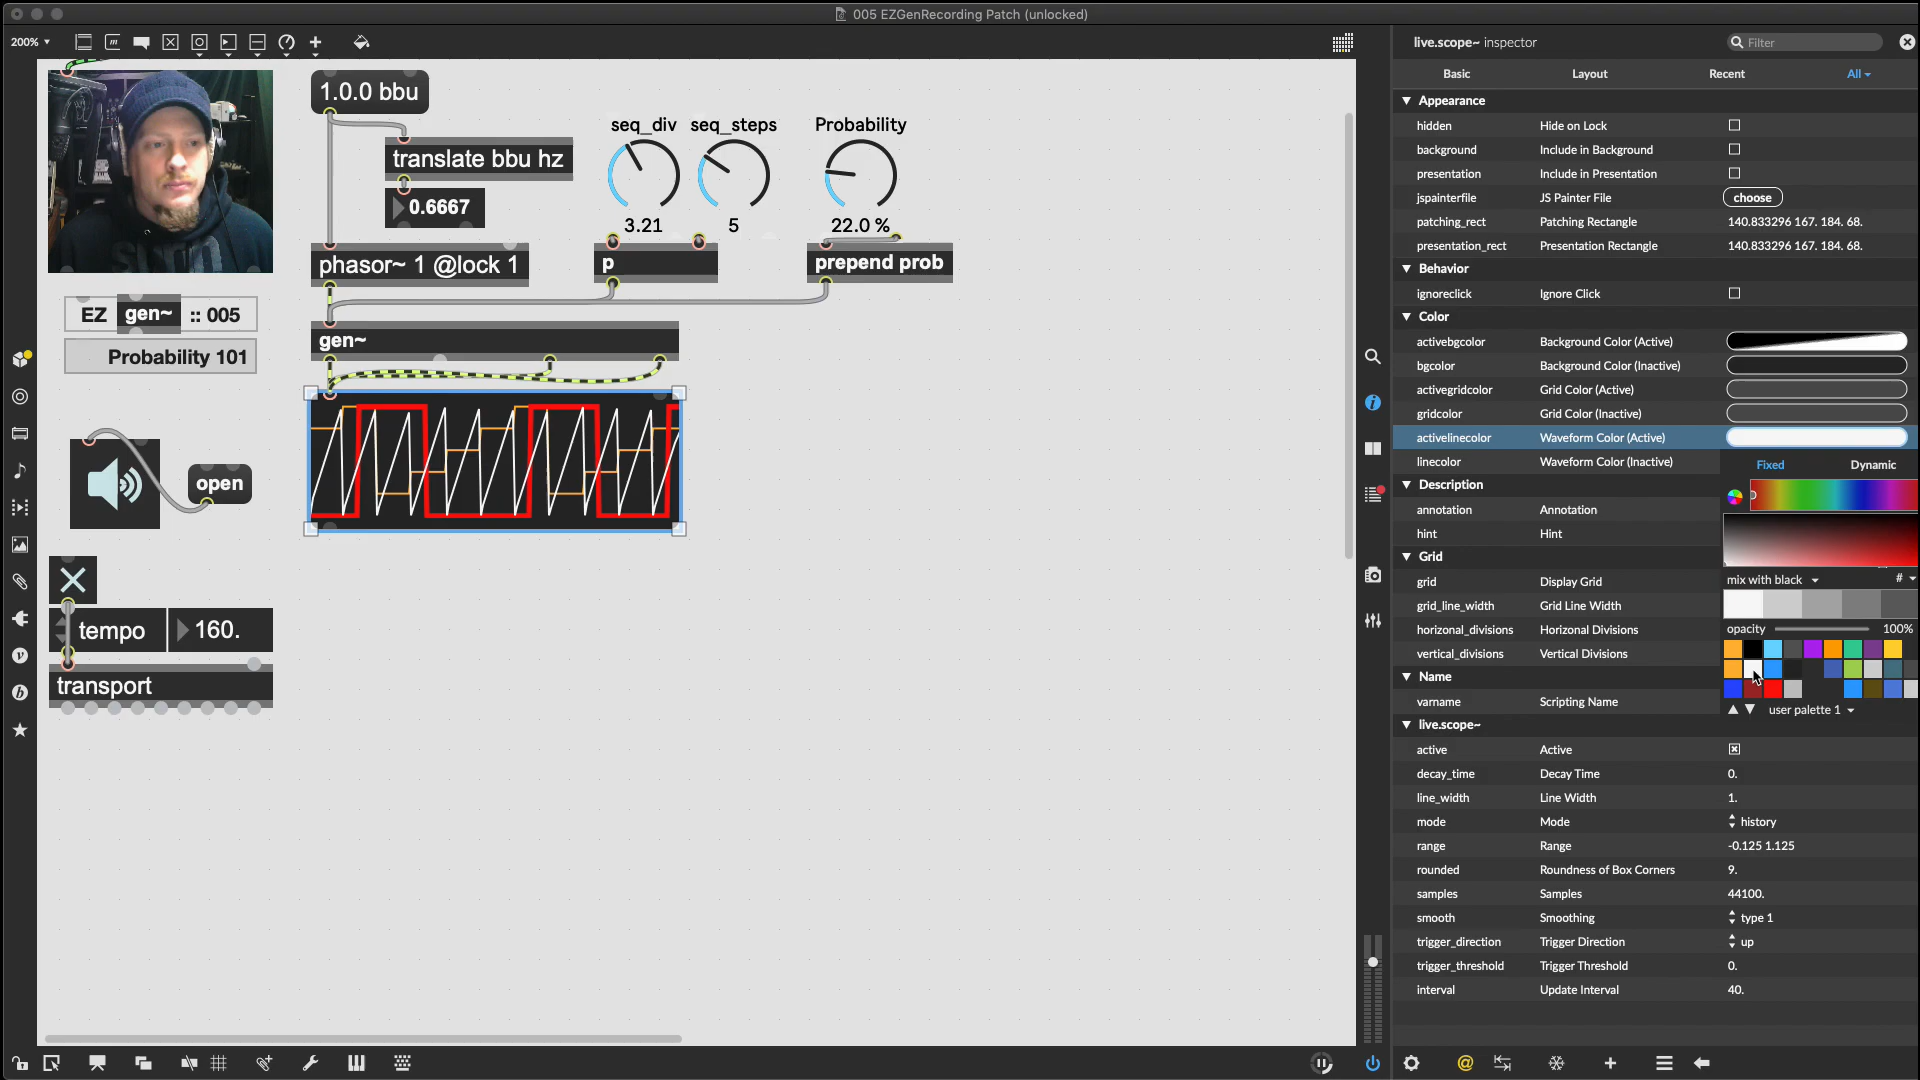 005 EZGenRecording Patch (unlocked)
200%
m
1.0.0 bbu
translate bbu hz
0.6667
seq_div seq_steps Probability
3.21 5 22.0 %
phasor~ 1 @lock 1
p
prepend prob
gen~
EZ gen~ :: 005
Probability 101
open
tempo 160.
transport
live.scope~ inspector
Filter
Basic Layout Recent All
Appearance
hidden Hide on Lock
background Include in Background
presentation Include in Presentation
jspainterfile JS Painter File choose
patching_rect Patching Rectangle 140.833296 167. 184. 68.
presentation_rect Presentation Rectangle 140.833296 167. 184. 68.
Behavior
ignoreclick Ignore Click
Color
activebgcolor Background Color (Active)
bgcolor Background Color (Inactive)
activegridcolor Grid Color (Active)
gridcolor Grid Color (Inactive)
activelinecolor Waveform Color (Active)
linecolor Waveform Color (Inactive)
Fixed Dynamic
mix with black #
opacity 100%
user palette 1
Description
annotation Annotation
hint Hint
Grid
grid Display Grid
grid_line_width Grid Line Width
horizonal_divisions Horizonal Divisions
vertical_divisions Vertical Divisions
Name
varname Scripting Name
live.scope~
active Active
decay_time Decay Time 0.
line_width Line Width 1.
mode Mode history
range Range -0.125 1.125
rounded Roundness of Box Corners 9.
samples Samples 44100.
smooth Smoothing type 1
trigger_direction Trigger Direction up
trigger_threshold Trigger Threshold 0.
interval Update Interval 40.